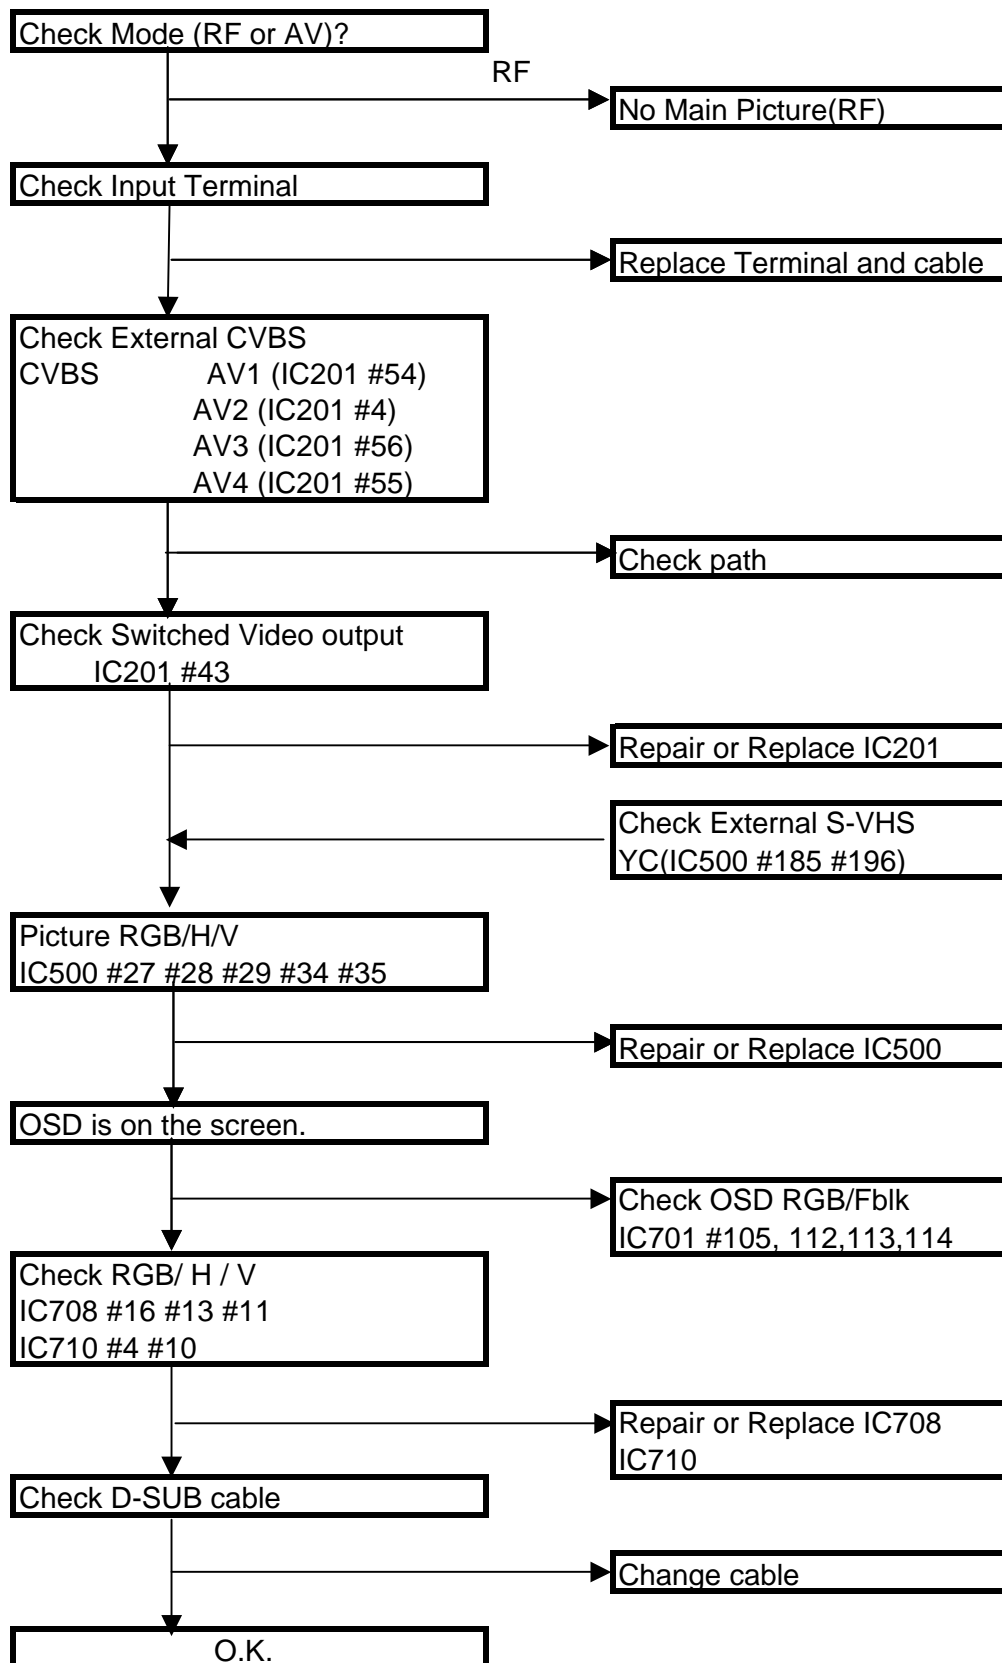 Check Mode (RF or AV)?
RF
No Main Picture(RF)
Check Input Terminal
Replace Terminal and cable
Check External CVBS
CVBS AV1 (IC201 #54)
AV2 (IC201 #4)
AV3 (IC201 #56)
AV4 (IC201 #55)
Check path
Check Switched Video output
IC201 #43
Repair or Replace IC201
Check External S-VHS
YC(IC500 #185 #196)
Picture RGB/H/V
IC500 #27 #28 #29 #34 #35
Repair or Replace IC500
OSD is on the screen.
Check OSD RGB/Fblk
IC701 #105, 112,113,114
Check RGB/ H / V
IC708 #16 #13 #11
IC710 #4 #10
Repair or Replace IC708
IC710
Check D-SUB cable
Change cable
O.K.